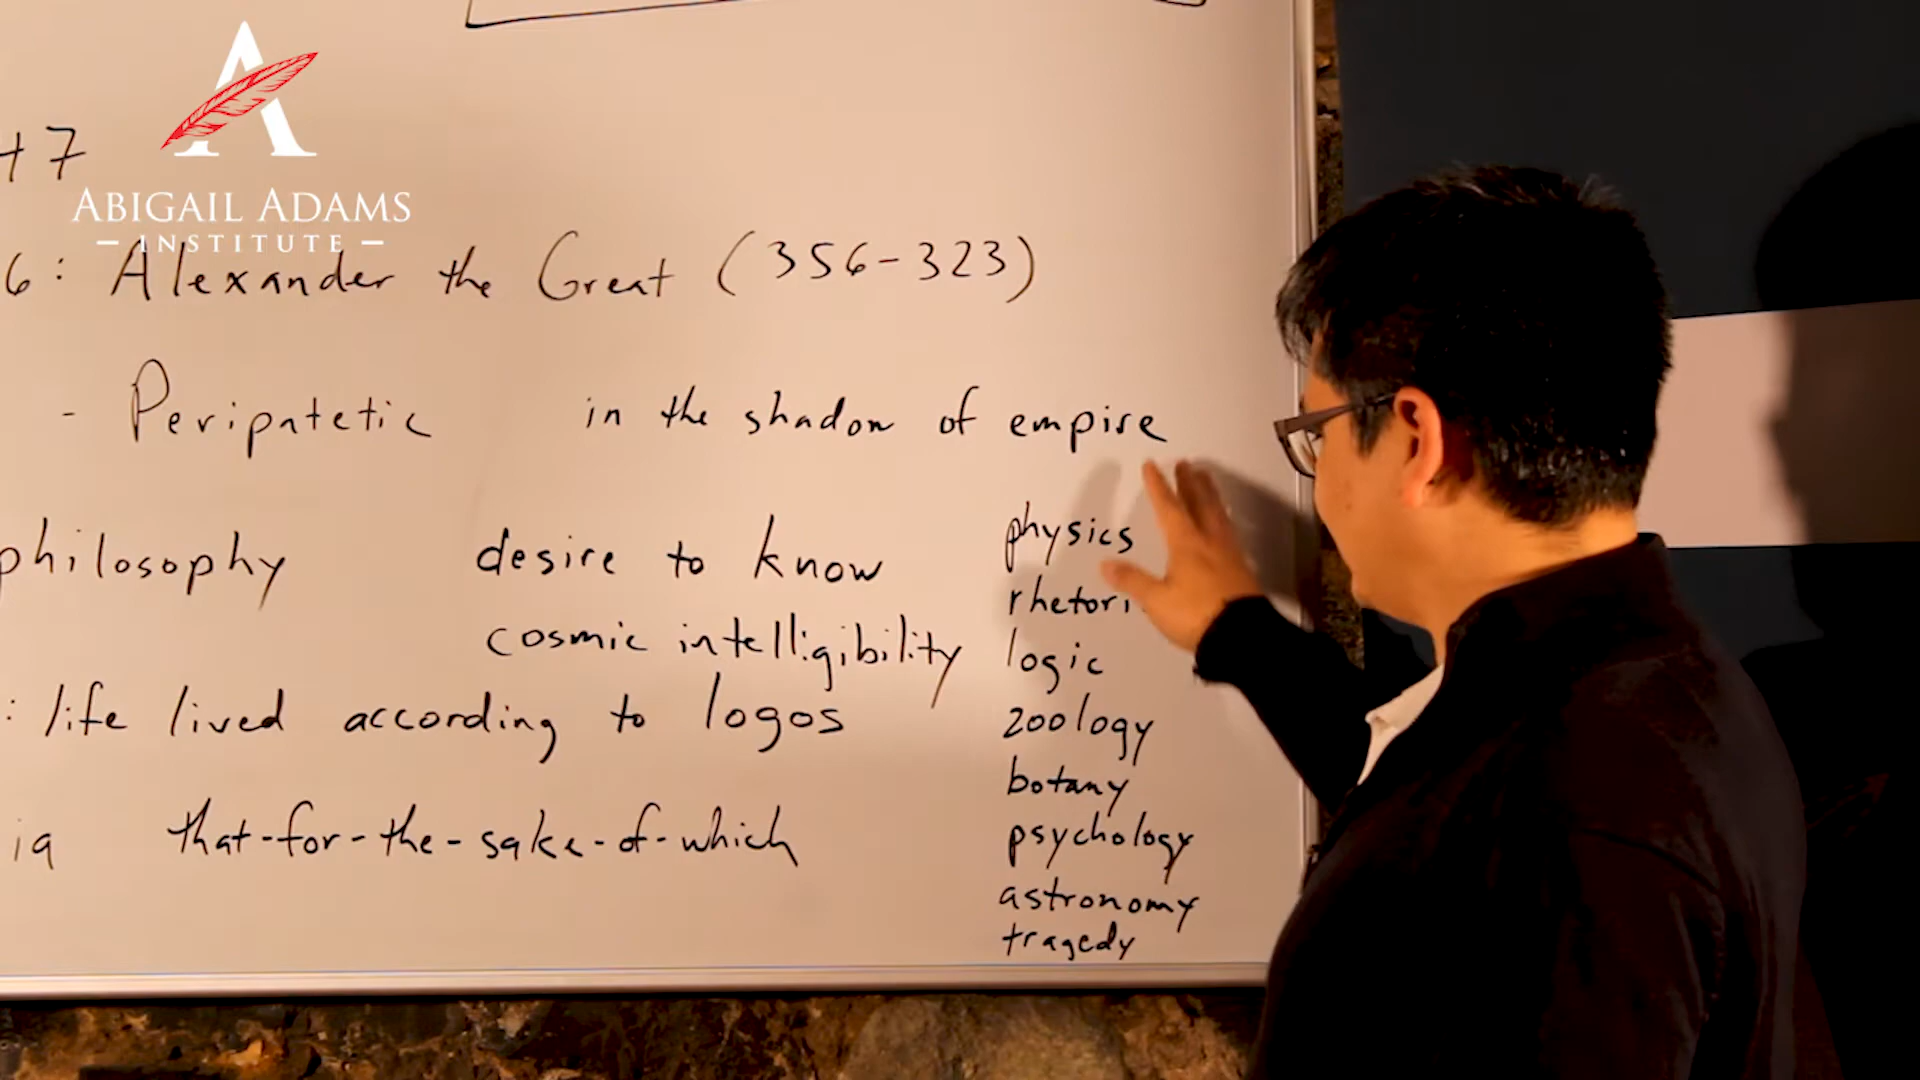 47
ABIGAIL ADAMS
INSTITUTE
6: Alexander the Great (356-323)
- Peripatetic in the shadow of empire
philosophy desire to know
cosmic intelligibility
: life lived according to logos
ia that-for-the-sake-of-which
physics
rhetori
logic
zoology
botany
psychology
astronomy
tragedy